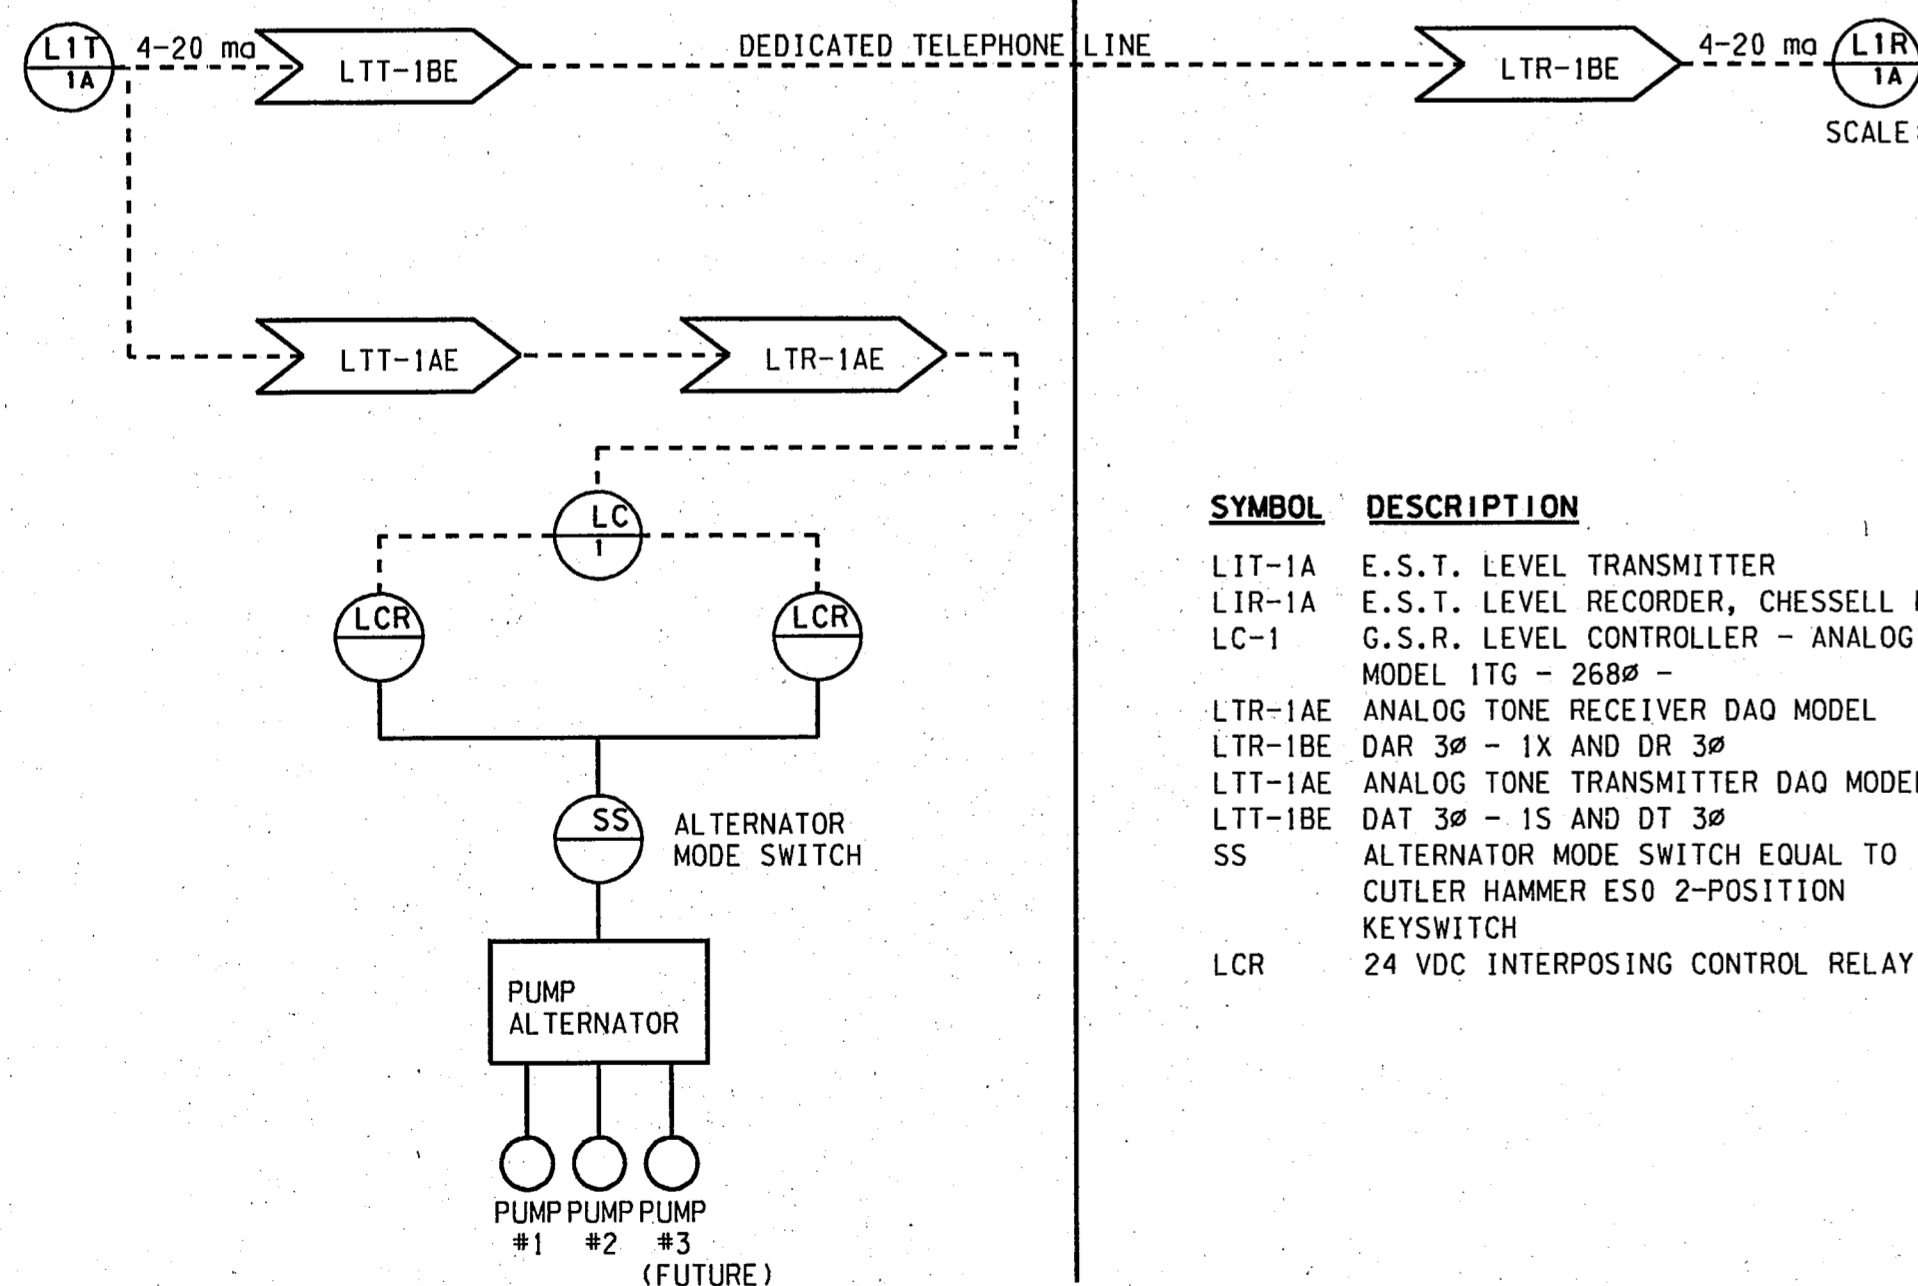 L1T
1A
4-20 ma
LTT-1BE
DEDICATED TELEPHONE LINE
LTR-1BE
4-20 ma
L1R
1A
SCALE
LTT-1AE
LTR-1AE
LC
1
LCR
LCR
SS
ALTERNATOR
MODE SWITCH
PUMP
ALTERNATOR
PUMP PUMP PUMP
#1 #2 #3
(FUTURE)
SYMBOL DESCRIPTION
LIT-1A E.S.T. LEVEL TRANSMITTER
LIR-1A E.S.T. LEVEL RECORDER, CHESSELL
LC-1 G.S.R. LEVEL CONTROLLER - ANALOG
MODEL 1TG - 268ø -
LTR-1AE ANALOG TONE RECEIVER DAQ MODEL
LTR-1BE DAR 3ø - 1X AND DR 3ø
LTT-1AE ANALOG TONE TRANSMITTER DAQ MODEL
LTT-1BE DAT 3ø - 1S AND DT 3ø
SS ALTERNATOR MODE SWITCH EQUAL TO
CUTLER HAMMER ES0 2-POSITION
KEYSWITCH
LCR 24 VDC INTERPOSING CONTROL RELAY